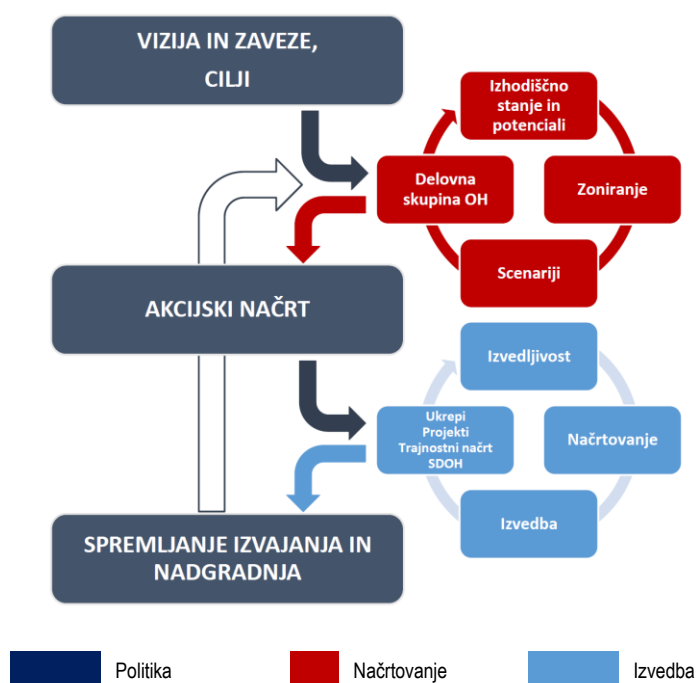 VIZIJA IN ZAVEZE,
CILJI
Izhodiščno
stanje in
potenciali
Delovna
skupina OH
Zoniranje
Scenariji
AKCIJSKI NAČRT
Izvedljivost
Ukrepi
Projekti
Trajnostni načrt
SDOH
Načrtovanje
Izvedba
SPREMLJANJE IZVAJANJA IN
NADGRADNJA
Politika
Načrtovanje
Izvedba